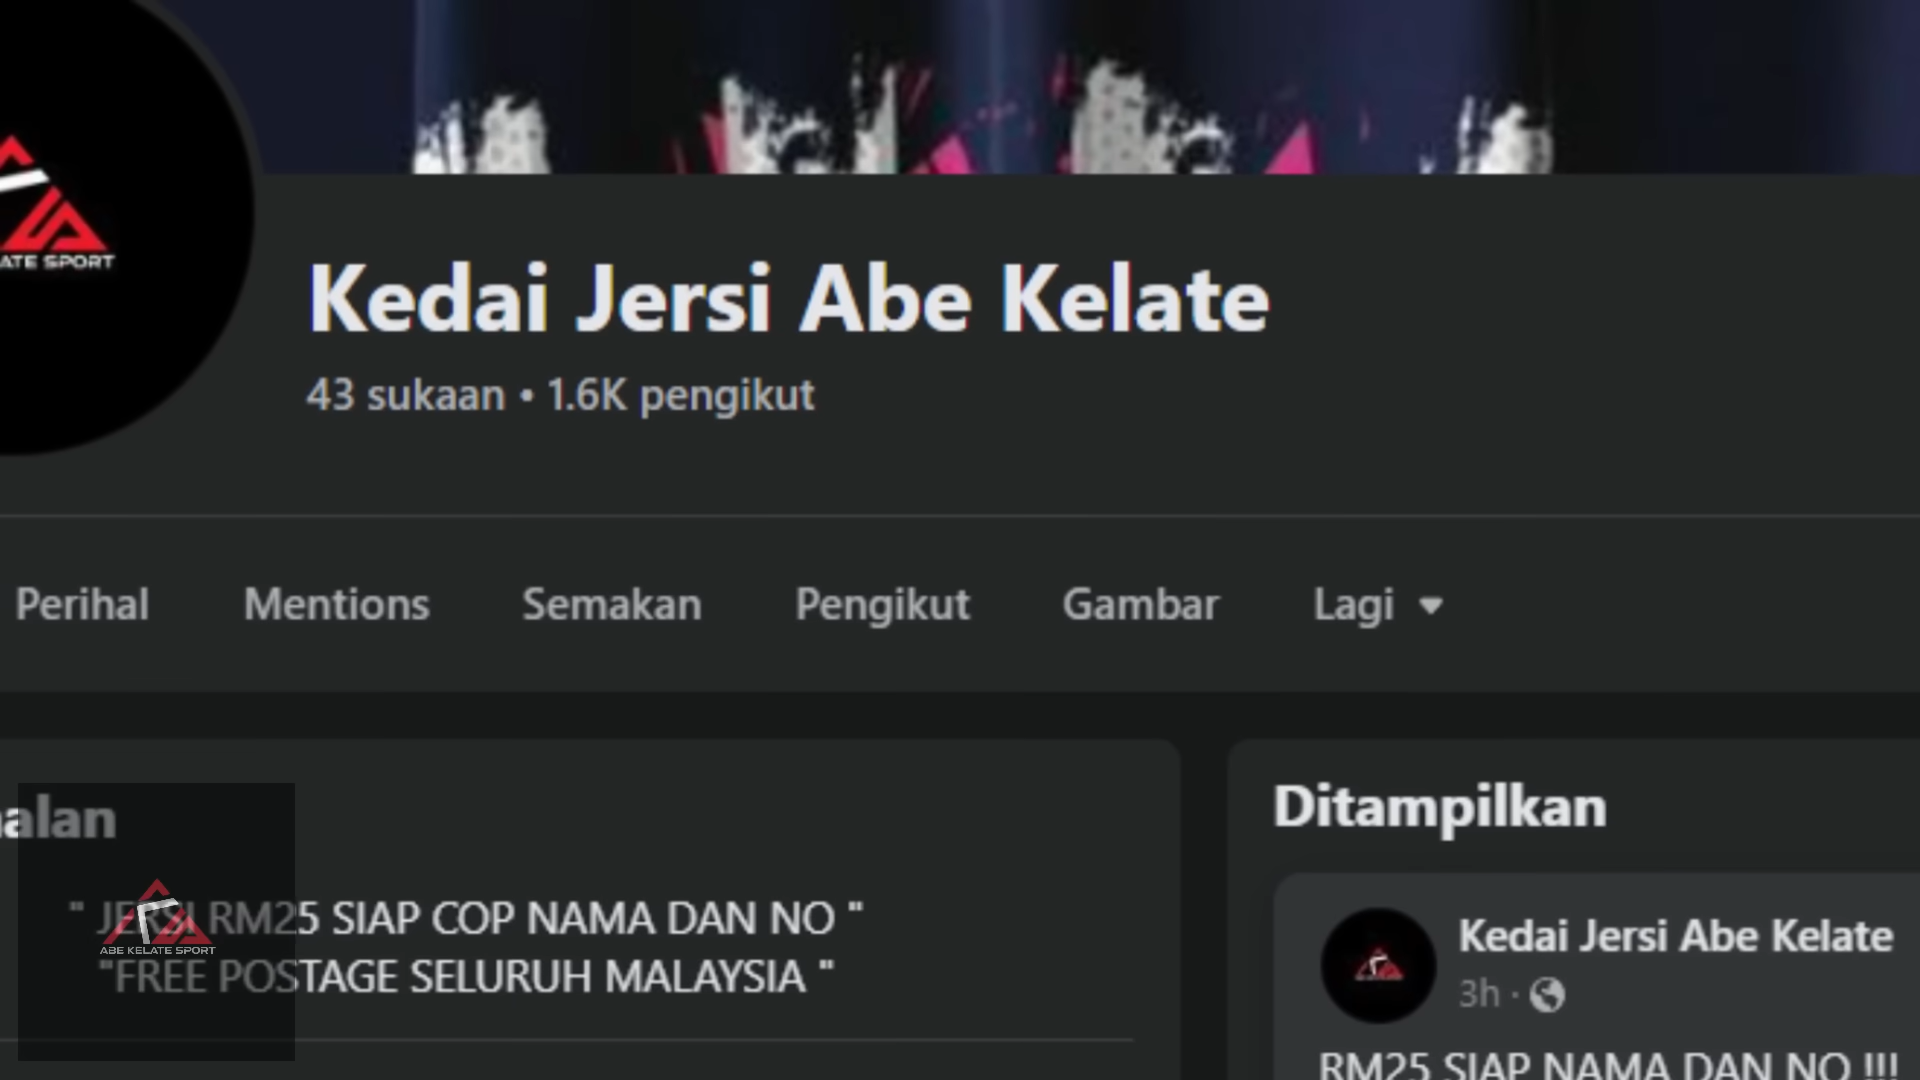 ATE SPORT
Kedai Jersi Abe Kelate
43 sukaan • 1.6K pengikut
Perihal
Mentions
Semakan
Pengikut
Gambar
Lagi
alan
" JERSI RM25 SIAP COP NAMA DAN NO "
"FREE POSTAGE SELURUH MALAYSIA "
ABE KELATE SPORT
Ditampilkan
Kedai Jersi Abe Kelate
3h ·
RM25 SIAP NAMA DAN NO !!!